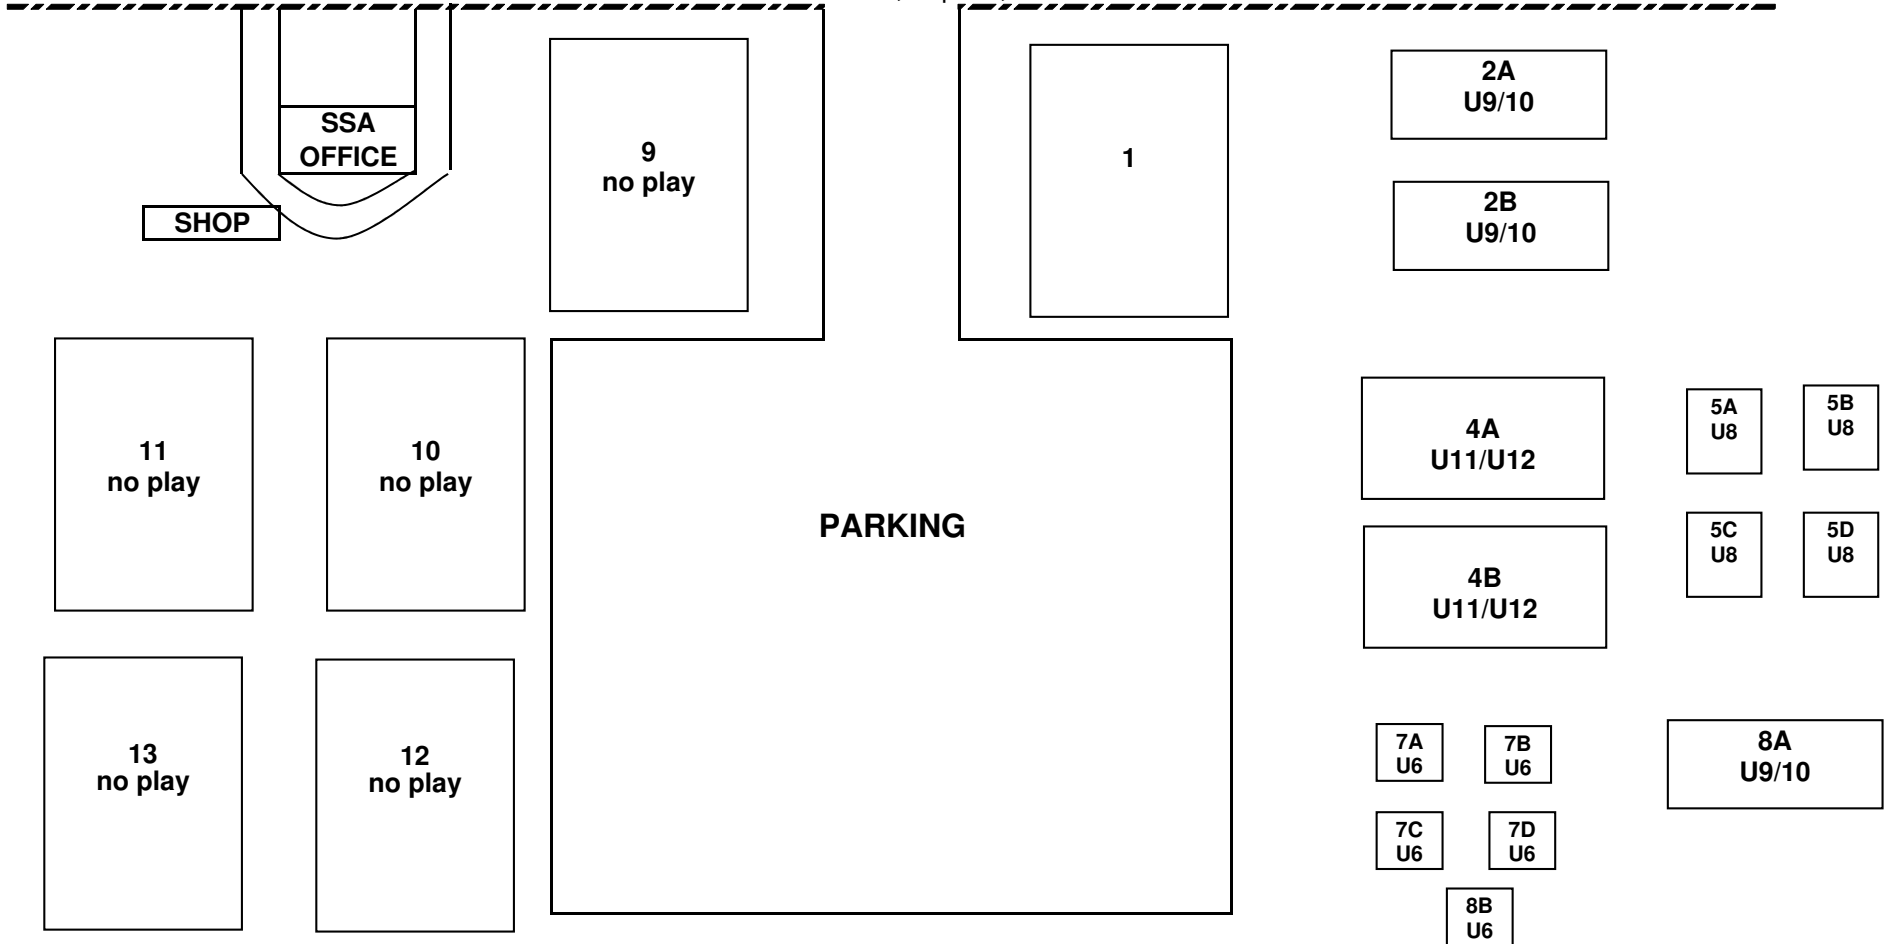 SSA
OFFICE
SHOP
9
no play
1
2A
U9/10
2B
U9/10
11
no play
10
no play
PARKING
4A
U11/U12
4B
U11/U12
5A
U8
5B
U8
5C
U8
5D
U8
13
no play
12
no play
7A
U6
7B
U6
8A
U9/10
7C
U6
7D
U6
8B
U6